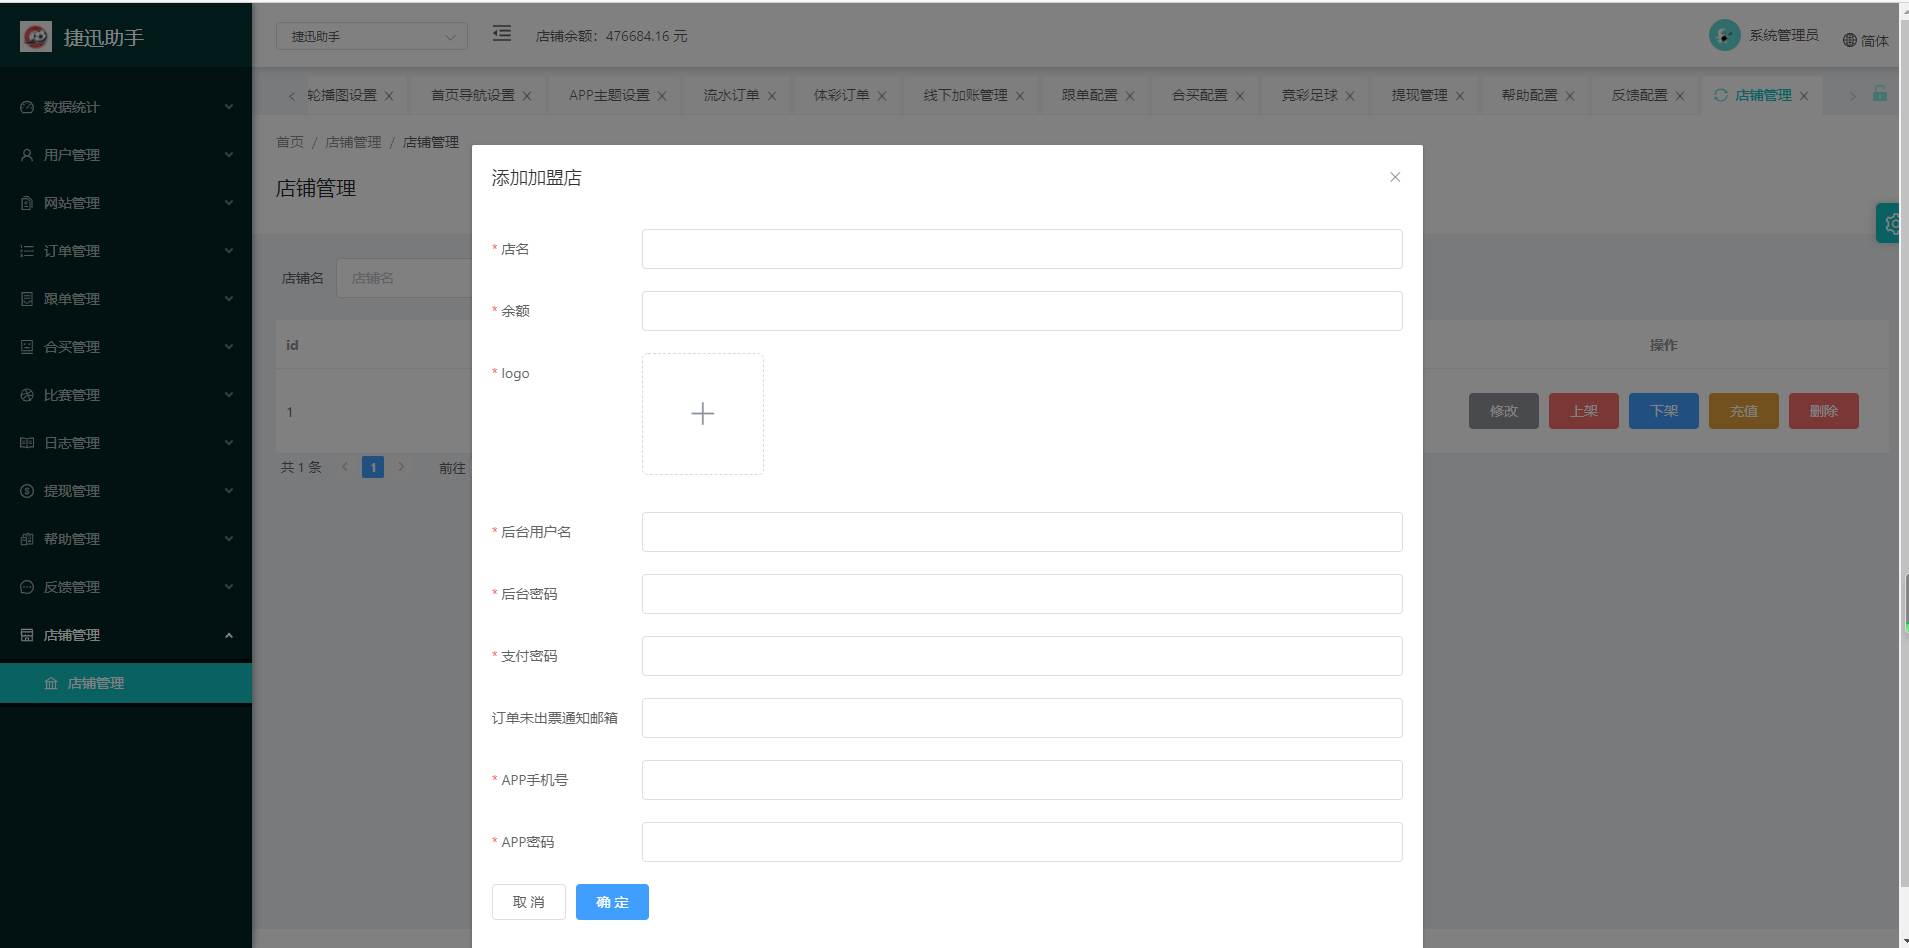 捷迅助手
捷迅助手
店铺余额：476684.16 元
系统管理员
简体
轮播图设置
首页导航设置
APP主题设置
流水订单
体彩订单
线下加账管理
跟单配置
合买配置
竞彩足球
提现管理
帮助配置
反馈配置
店铺管理
数据统计
用户管理
网站管理
订单管理
跟单管理
合买管理
比赛管理
日志管理
提现管理
帮助管理
反馈管理
店铺管理
店铺管理
首页 / 店铺管理 / 店铺管理
店铺管理
店铺名
店铺名
id
操作
1
修改
上架
下架
充值
删除
共 1 条
1
前往
添加加盟店
* 店名
* 余额
* logo
* 后台用户名
* 后台密码
* 支付密码
订单未出票通知邮箱
* APP手机号
* APP密码
取 消
确 定